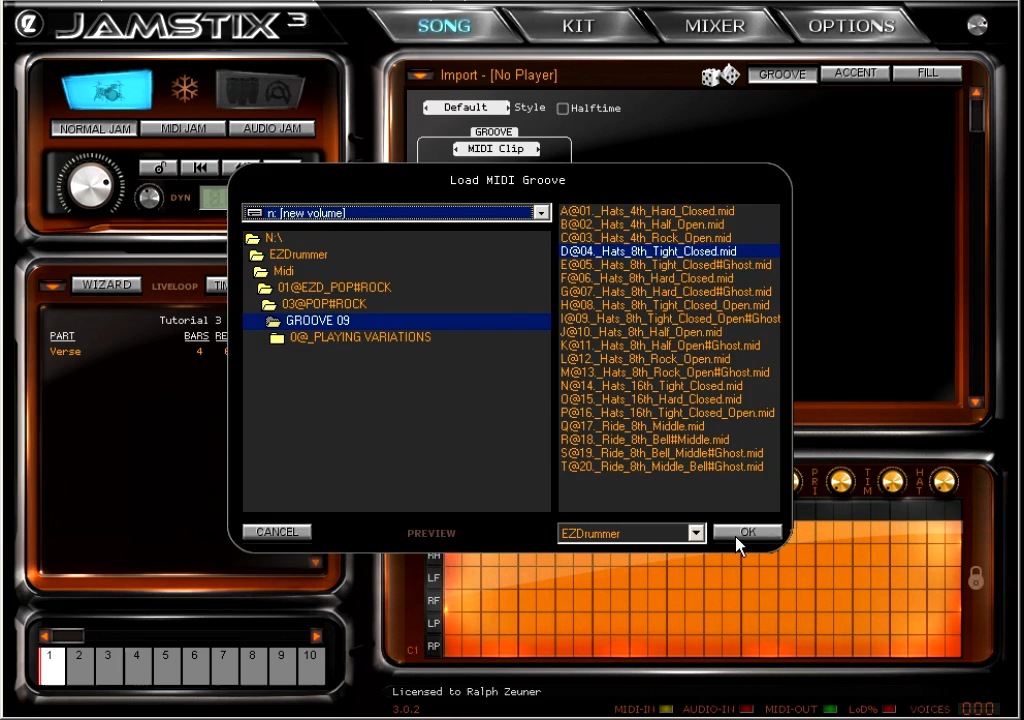 JAMSTIX 3
SONG KIT MIXER OPTIONS
Import - [No Player] GROOVE ACCENT FILL
Default Style Halftime
GROOVE
MIDI Clip
NORMAL JAM MIDI JAM AUDIO JAM
DYN
Load MIDI Groove
n: [new volume]
N:\
EZDrummer
Midi
01@EZD_POP#ROCK
03@POP#ROCK
GROOVE 09
0@_PLAYING VARIATIONS
A@01._Hats_4th_Hard_Closed.mid
B@02._Hats_4th_Half_Open.mid
C@03._Hats_4th_Rock_Open.mid
D@04._Hats_8th_Tight_Closed.mid
E@05._Hats_8th_Tight_Closed#Ghost.mid
F@06._Hats_8th_Hard_Closed.mid
G@07._Hats_8th_Hard_Closed#Ghost.mid
H@08._Hats_8th_Tight_Closed_Open.mid
I@09._Hats_8th_Tight_Closed_Open#Ghost
J@10._Hats_8th_Half_Open.mid
K@11._Hats_8th_Half_Open#Ghost.mid
L@12._Hats_8th_Rock_Open.mid
M@13._Hats_8th_Rock_Open#Ghost.mid
N@14._Hats_16th_Tight_Closed.mid
O@15._Hats_16th_Hard_Closed.mid
P@16._Hats_16th_Tight_Closed_Open.mid
Q@17._Ride_8th_Middle.mid
R@18._Ride_8th_Bell#Middle.mid
S@19._Ride_8th_Bell_Middle#Ghost.mid
T@20._Ride_8th_Middle_Bell#Ghost.mid
CANCEL PREVIEW EZDrummer OK
WIZARD LIVELOOP TI
Tutorial 3
PART BARS RE
Verse 4
PRI TIM HAT
RH
LF
RF
LP
C1 RP
1 2 3 4 5 6 7 8 9 10
Licensed to Ralph Zeuner
3.0.2 MIDI-IN AUDIO-IN MIDI-OUT LoD% VOICES 000